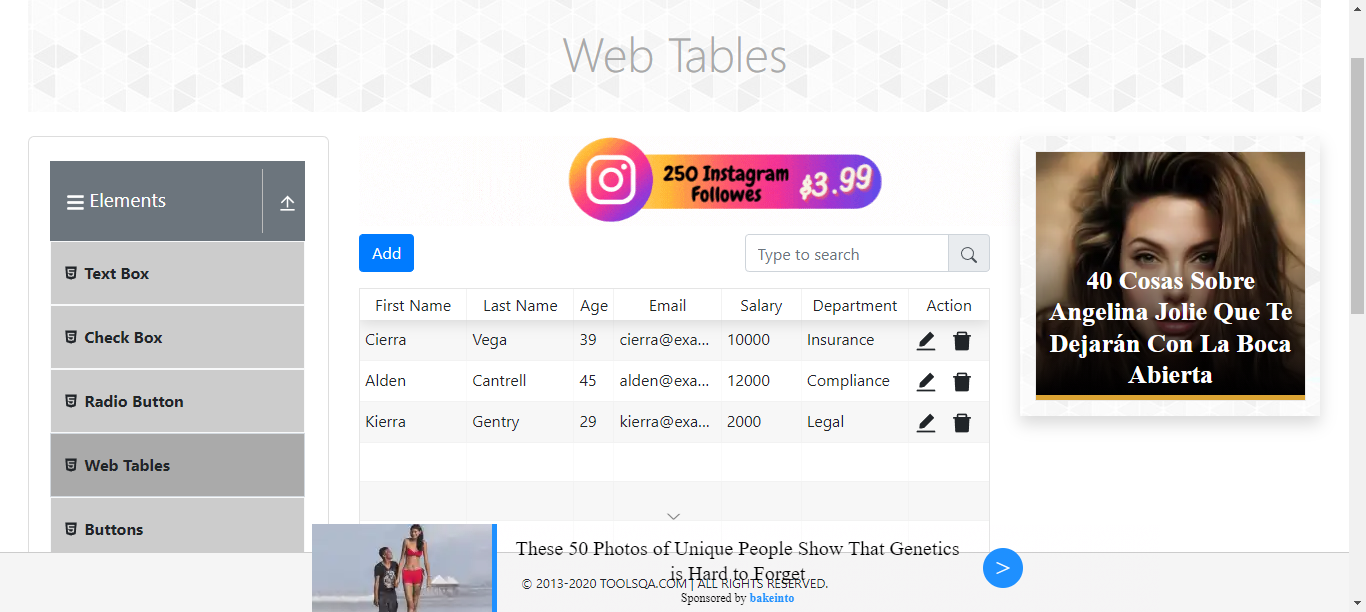 Web Tables
Elements
Text Box
Check Box
Radio Button
Web Tables
Buttons
250 Instagram
Followes
$3.99
Add
Type to search
First Name Last Name Age Email Salary Department Action
Cierra Vega 39 cierra@exa... 10000 Insurance
Alden Cantrell 45 alden@exa... 12000 Compliance
Kierra Gentry 29 kierra@exa... 2000 Legal
40 Cosas Sobre
Angelina Jolie Que Te
Dejarán Con La Boca
Abierta
These 50 Photos of Unique People Show That Genetics
is Hard to Forget
© 2013-2020 TOOLSQA.COM | ALL RIGHTS RESERVED.
Sponsored by bakeinto
>